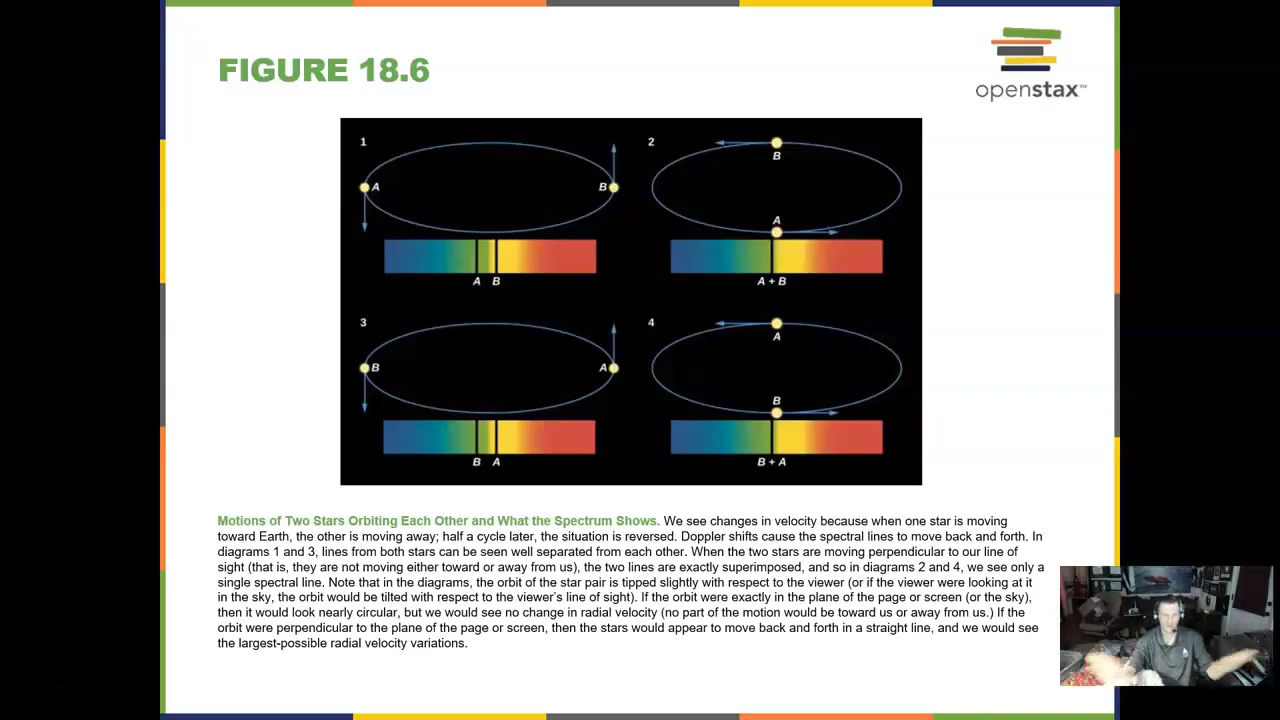 FIGURE 18.6
openstax™
1
A
B
A B
2
B
A
A + B
3
B
A
B A
4
A
B
B + A
Motions of Two Stars Orbiting Each Other and What the Spectrum Shows. We see changes in velocity because when one star is moving
toward Earth, the other is moving away; half a cycle later, the situation is reversed. Doppler shifts cause the spectral lines to move back and forth. In
diagrams 1 and 3, lines from both stars can be seen well separated from each other. When the two stars are moving perpendicular to our line of
sight (that is, they are not moving either toward or away from us), the two lines are exactly superimposed, and so in diagrams 2 and 4, we see only a
single spectral line. Note that in the diagrams, the orbit of the star pair is tipped slightly with respect to the viewer (or if the viewer were looking at it
in the sky, the orbit would be tilted with respect to the viewer's line of sight). If the orbit were exactly in the plane of the page or screen (or the sky),
then it would look nearly circular, but we would see no change in radial velocity (no part of the motion would be toward us or away from us.) If the
orbit were perpendicular to the plane of the page or screen, then the stars would appear to move back and forth in a straight line, and we would see
the largest-possible radial velocity variations.